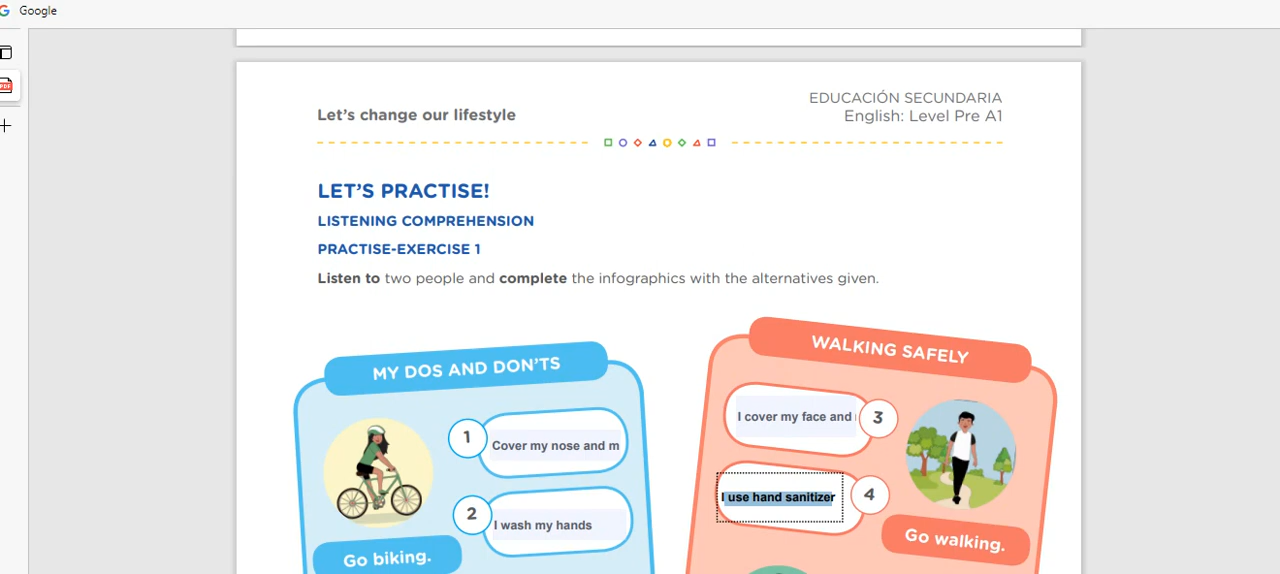 Google
Let's change our lifestyle
EDUCACIÓN SECUNDARIA
English: Level Pre A1
LET'S PRACTISE!
LISTENING COMPREHENSION
PRACTISE-EXERCISE 1
Listen to two people and complete the infographics with the alternatives given.
MY DOS AND DON'TS
1
Cover my nose and m
2
I wash my hands
Go biking.
WALKING SAFELY
I cover my face and
3
I use hand sanitizer
4
Go walking.